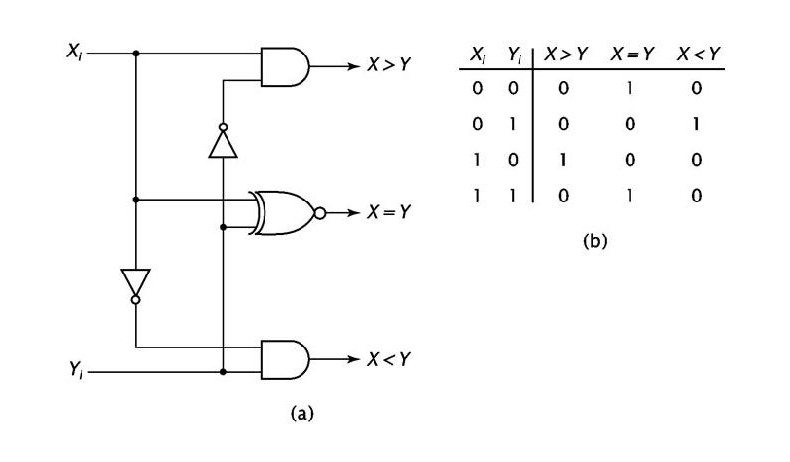 Xi
X > Y
X = Y
Yi
X < Y
(a)
Xi Yi X > Y X = Y X < Y
0 0 0 1 0
0 1 0 0 1
1 0 1 0 0
1 1 0 1 0
(b)